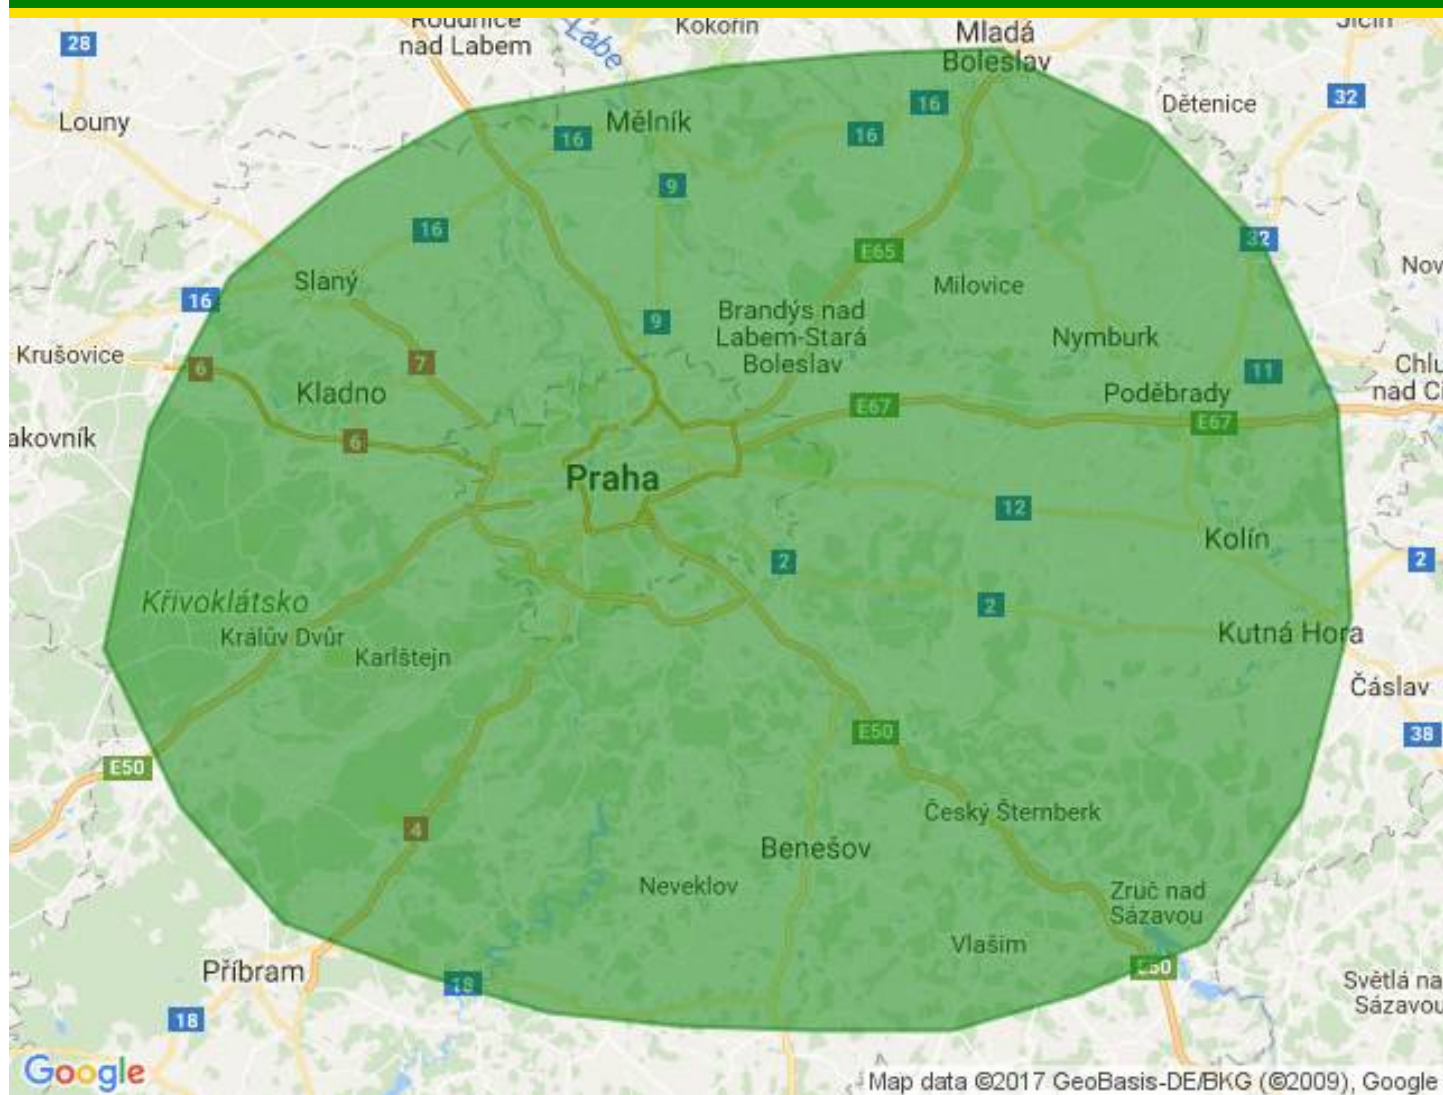 Roudnice
nad Labem
Labe
Kokořín
Mladá
Boleslav
Jičín
28
16
Dětenice
32
Louny
16
Mělník
16
9
16
32
E65
Nov
Slaný
Milovice
16
Brandýs nad
Labem-Stará
Boleslav
9
Nymburk
Krušovice
6
7
11
Chlu
nad C
Kladno
Poděbrady
E67
E67
akovník
6
Praha
12
Kolín
2
2
Křivoklátsko
2
Králův Dvůr
Kutná Hora
Karlštejn
Čáslav
E50
38
E50
Český Šternberk
4
Benešov
Neveklov
Zruč nad
Sázavou
Vlašim
Příbram
E50
18
Světlá na
Sázavou
18
Google
Map data ©2017 GeoBasis-DE/BKG (©2009), Google